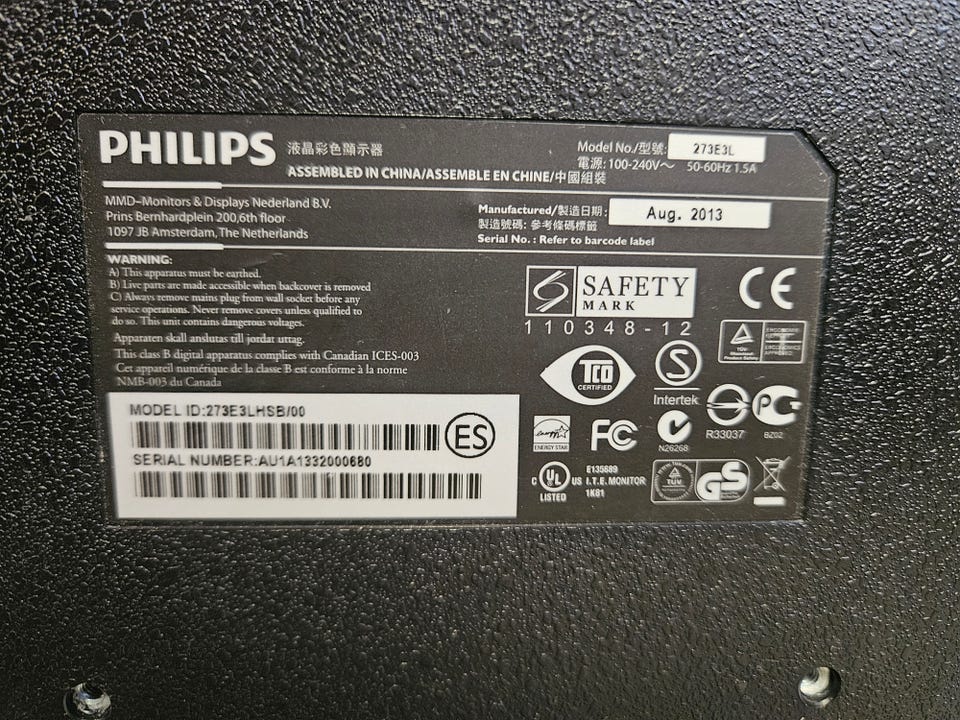 PHILIPS 液晶彩色顯示器
Model No./型號: 273E3L
電源: 100-240V～ 50-60Hz 1.5A
ASSEMBLED IN CHINA/ASSEMBLE EN CHINE/中國組裝
MMD–Monitors & Displays Nederland B.V.
Prins Bernhardplein 200,6th floor
1097 JB Amsterdam, The Netherlands
Manufactured/製造日期: Aug. 2013
製造號碼: 參考條碼標籤
Serial No. : Refer to barcode label
WARNING:
A) This apparatus must be earthed.
B) Live parts are made accessible when backcover is removed
C) Always remove mains plug from wall socket before any
service operations. Never remove covers unless qualified to
do so. This unit contains dangerous voltages.
Apparaten skall anslutas till jordat uttag.
This class B digital apparatus complies with Canadian ICES-003
Cet appareil numérique de la classe B est conforme à la norme
NMB-003 du Canada
MODEL ID:273E3LHSB/00
SERIAL NUMBER:AU1A1332000680
ES
SAFETY
MARK
110348-12
CE
TCO
CERTIFIED
S
Intertek
ERGONOMIC
APPROVED
ENERGY STAR
FC
N26268
R33037
PC
BZ02
C UL US
LISTED
E135689
I.T.E. MONITOR
1K81
TUV
GS